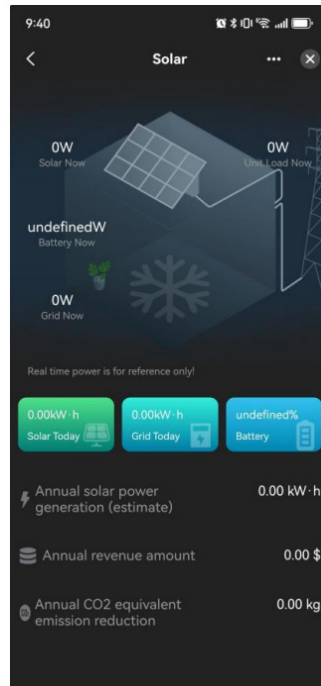 9:40
Solar
0W
Solar Now
0W
Unit Load Now
undefinedW
Battery Now
0W
Grid Now
Real time power is for reference only!
0.00kW·h
Solar Today
0.00kW·h
Grid Today
undefined%
Battery
Annual solar power
generation (estimate)
0.00 kW·h
Annual revenue amount
0.00 $
Annual CO2 equivalent
emission reduction
0.00 kg